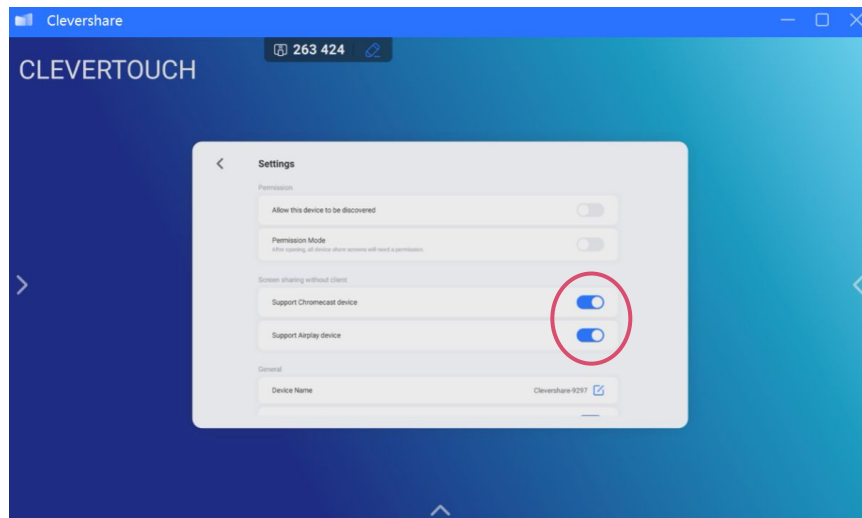 Clevershare
263 424
CLEVERTOUCH
Settings
Permission
Allow this device to be discovered
Permission Mode
After opening, all device share screens will need a permission.
Screen sharing without client
Support Chromecast device
Support Airplay device
General
Device Name
Clevershare-9297